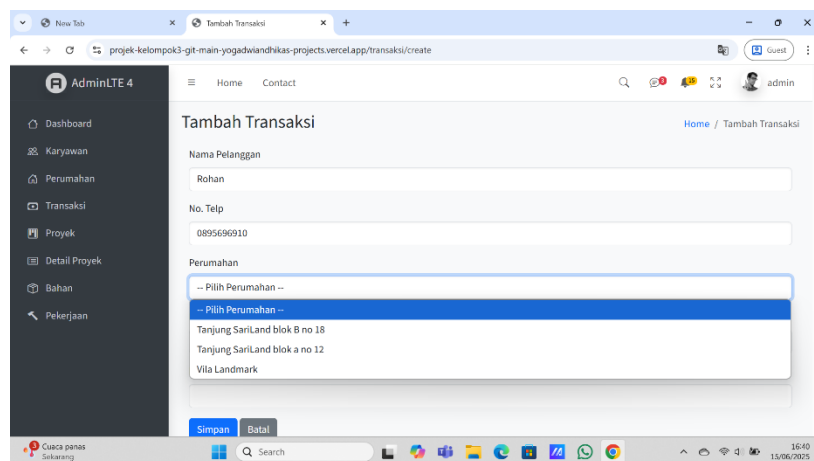 New Tab
Tambah Transaksi
projek-kelompok3-git-main-yogadwiandhikas-projects.vercel.app/transaksi/create
Guest
AdminLTE 4
Home Contact
15
admin
Dashboard
Karyawan
Perumahan
Transaksi
Proyek
Detail Proyek
Bahan
Pekerjaan
Tambah Transaksi
Home / Tambah Transaksi
Nama Pelanggan
Rohan
No. Telp
0895696910
Perumahan
-- Pilih Perumahan --
-- Pilih Perumahan --
Tanjung SariLand blok B no 18
Tanjung SariLand blok a no 12
Vila Landmark
Simpan Batal
3
Cuaca panas
Sekarang
Search
16:40
15/06/2025